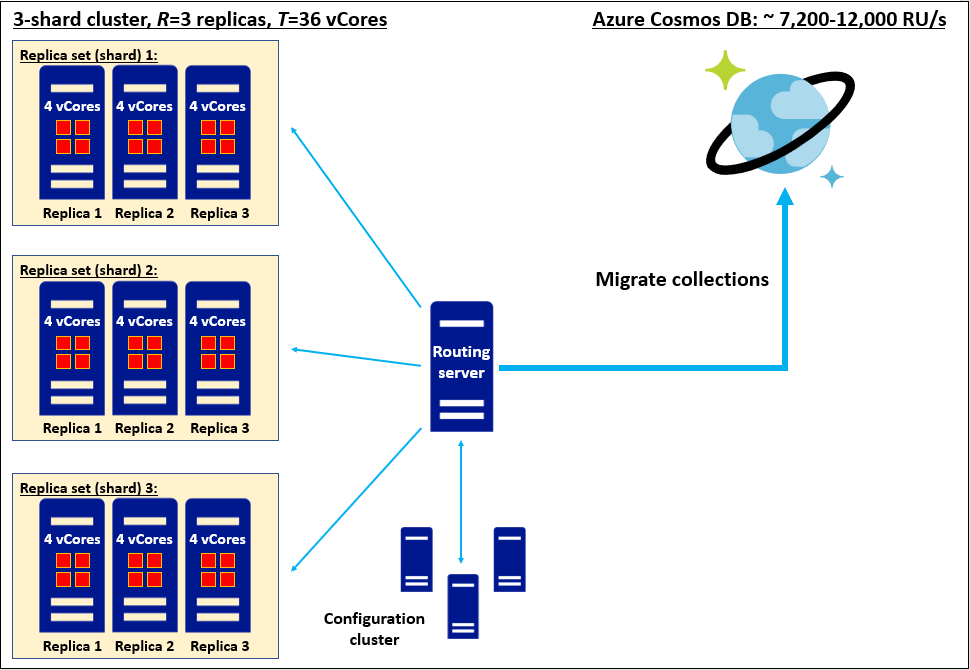 3-shard cluster, R=3 replicas, T=36 vCores
Azure Cosmos DB: ~ 7,200-12,000 RU/s
Replica set (shard) 1:
4 vCores 4 vCores 4 vCores
Replica 1 Replica 2 Replica 3
Replica set (shard) 2:
4 vCores 4 vCores 4 vCores
Replica 1 Replica 2 Replica 3
Migrate collections
Routing
server
Replica set (shard) 3:
4 vCores 4 vCores 4 vCores
Replica 1 Replica 2 Replica 3
Configuration
cluster